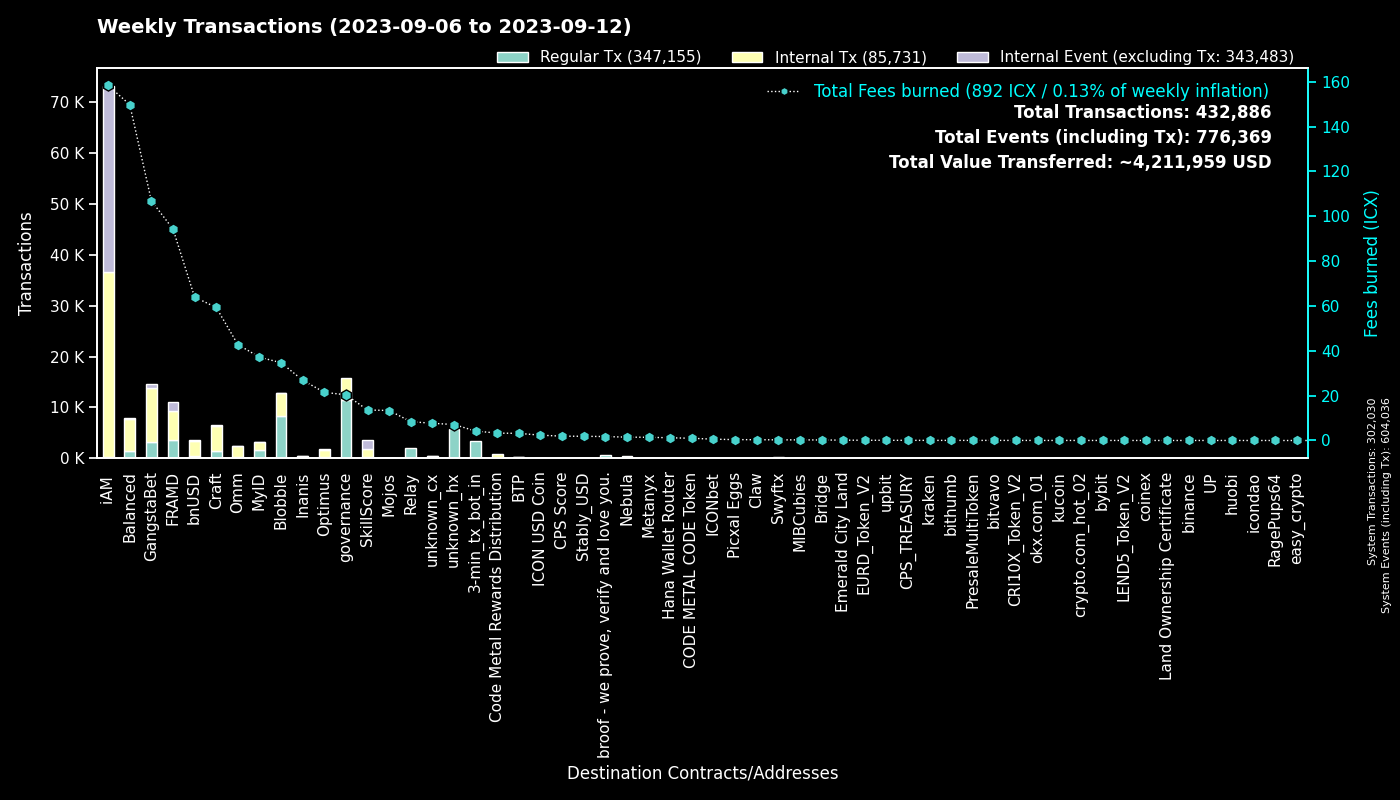 Weekly Transactions (2023-09-06 to 2023-09-12)
Regular Tx (347,155)
Internal Tx (85,731)
Internal Event (excluding Tx: 343,483)
Total Fees burned (892 ICX / 0.13% of weekly inflation)
Total Transactions: 432,886
Total Events (including Tx): 776,369
Total Value Transferred: ~4,211,959 USD
Transactions
70 K
60 K
50 K
40 K
30 K
20 K
10 K
0 K
160
140
120
100
80
60
40
20
0
Fees burned (ICX)
System Transactions: 302,030
System Events (including Tx): 604,036
iAM
Balanced
GangstaBet
FRAMD
bnUSD
Craft
Omm
MyID
Blobble
Inanis
Optimus
governance
SkillScore
Mojos
Relay
unknown_cx
unknown_hx
3-min_tx_bot_in
Code Metal Rewards Distribution
BTP
ICON USD Coin
CPS Score
Stably_USD
broof - we prove, verify and love you.
Nebula
Metanyx
Hana Wallet Router
CODE METAL CODE Token
ICONbet
Picxal Eggs
Claw
Swyftx
MIBCubies
Bridge
Emerald City Land
EURD_Token_V2
upbit
CPS_TREASURY
kraken
bithumb
PresaleMultiToken
bitvavo
CRI10X_Token_V2
okx.com_01
kucoin
crypto.com_hot_02
bybit
LEND5_Token_V2
coinex
Land Ownership Certificate
binance
UP
huobi
icondao
RagePups64
easy_crypto
Destination Contracts/Addresses